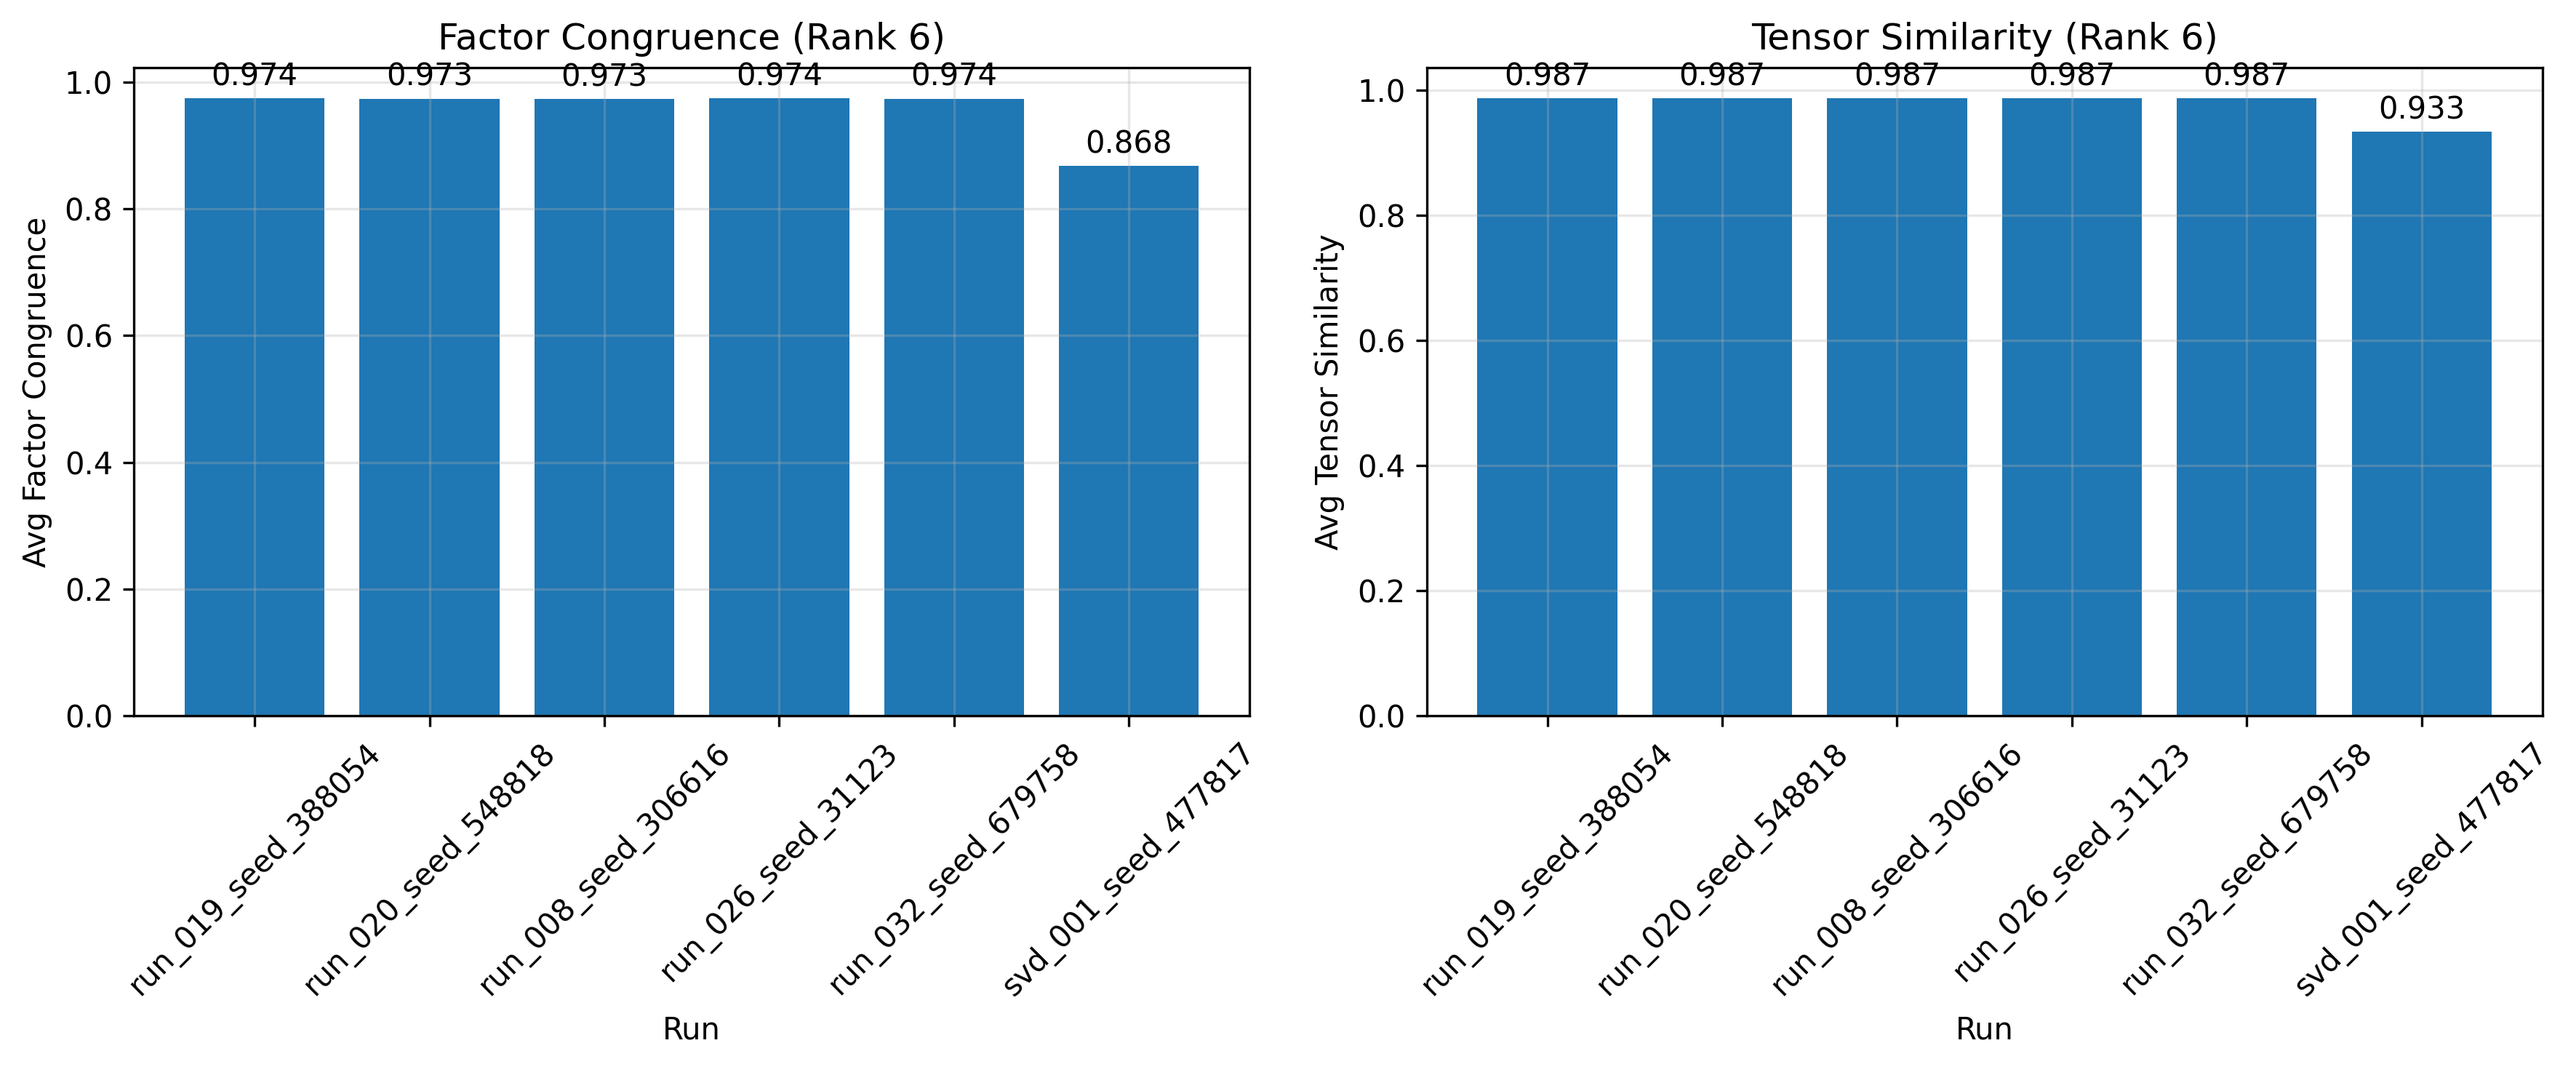 Factor Congruence (Rank 6)
Avg Factor Congruence
1.0
0.8
0.6
0.4
0.2
0.0
0.974
0.973
0.973
0.974
0.974
0.868
run_019_seed_388054
run_020_seed_548818
run_008_seed_306616
run_026_seed_31123
run_032_seed_679758
svd_001_seed_477817
Run
Tensor Similarity (Rank 6)
Avg Tensor Similarity
1.0
0.8
0.6
0.4
0.2
0.0
0.987
0.987
0.987
0.987
0.987
0.933
run_019_seed_388054
run_020_seed_548818
run_008_seed_306616
run_026_seed_31123
run_032_seed_679758
svd_001_seed_477817
Run